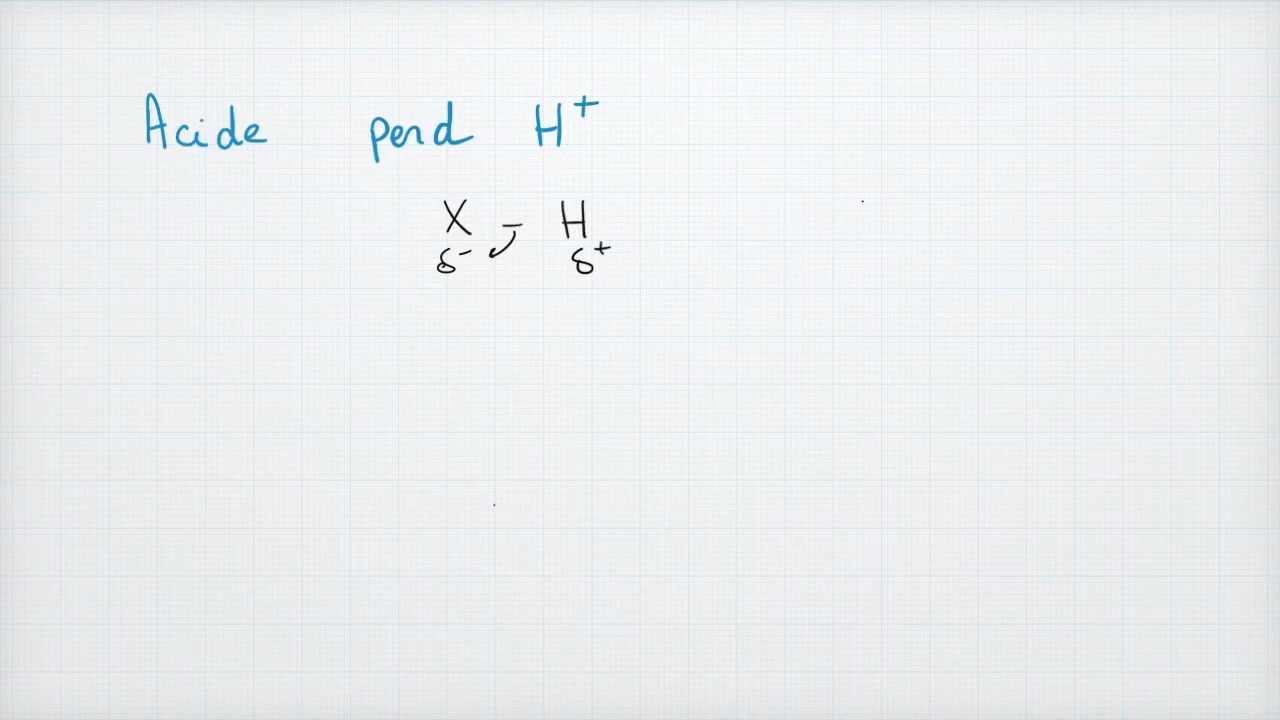 Acide perd H⁺
X – H
δ⁻ δ⁺